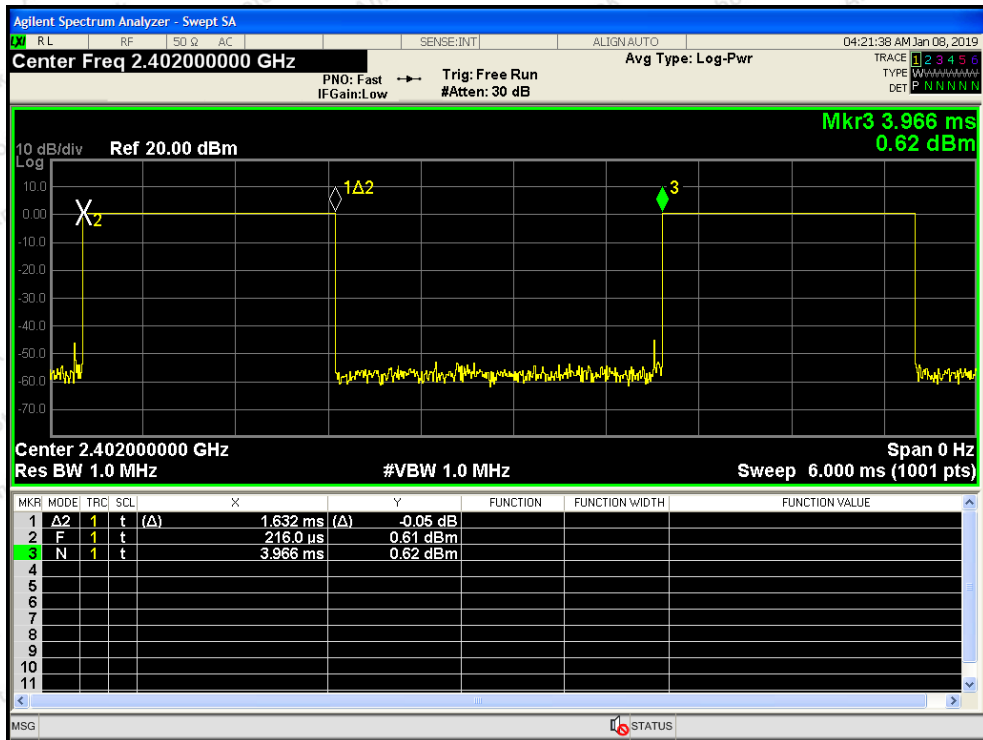 Agilent Spectrum Analyzer - Swept SA
LXI RL RF 50 Ω AC SENSE:INT ALIGN AUTO 04:21:38 AM Jan 08, 2019
Center Freq 2.402000000 GHz Avg Type: Log-Pwr TRACE 1 2 3 4 5 6
PNO: Fast Trig: Free Run TYPE WWWWWW
IFGain:Low #Atten: 30 dB DET P N N N N N
Mkr3 3.966 ms
10 dB/div Ref 20.00 dBm 0.62 dBm
Log
10.0
0.00
-10.0
-20.0
-30.0
-40.0
-50.0
-60.0
-70.0
2
1Δ2
3
Center 2.402000000 GHz Span 0 Hz
Res BW 1.0 MHz #VBW 1.0 MHz Sweep 6.000 ms (1001 pts)
MKR MODE TRC SCL X Y FUNCTION FUNCTION WIDTH FUNCTION VALUE
1 Δ2 1 t (Δ) 1.632 ms (Δ) -0.05 dB
2 F 1 t 216.0 µs 0.61 dBm
3 N 1 t 3.966 ms 0.62 dBm
4
5
6
7
8
9
10
11
MSG STATUS